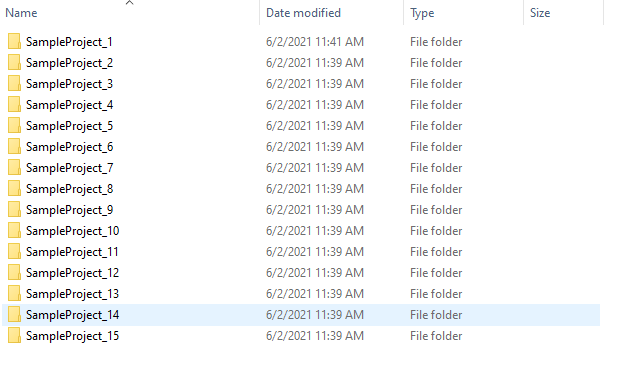 Name Date modified Type Size
SampleProject_1 6/2/2021 11:41 AM File folder
SampleProject_2 6/2/2021 11:39 AM File folder
SampleProject_3 6/2/2021 11:39 AM File folder
SampleProject_4 6/2/2021 11:39 AM File folder
SampleProject_5 6/2/2021 11:39 AM File folder
SampleProject_6 6/2/2021 11:39 AM File folder
SampleProject_7 6/2/2021 11:39 AM File folder
SampleProject_8 6/2/2021 11:39 AM File folder
SampleProject_9 6/2/2021 11:39 AM File folder
SampleProject_10 6/2/2021 11:39 AM File folder
SampleProject_11 6/2/2021 11:39 AM File folder
SampleProject_12 6/2/2021 11:39 AM File folder
SampleProject_13 6/2/2021 11:39 AM File folder
SampleProject_14 6/2/2021 11:39 AM File folder
SampleProject_15 6/2/2021 11:39 AM File folder